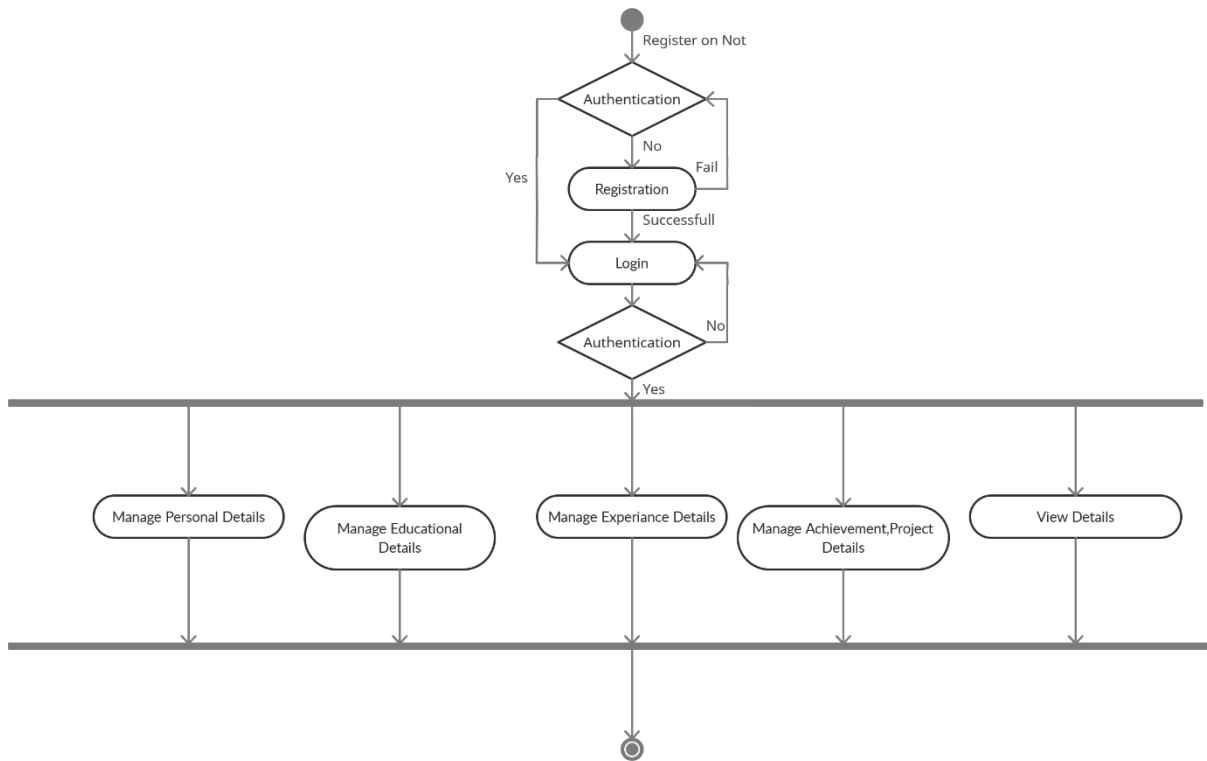 Register on Not
Authentication
No
Fail
Yes
Registration
Successfull
Login
Authentication
No
Yes
Manage Personal Details
Manage Educational
Details
Manage Experiance Details
Manage Achievement,Project
Details
View Details